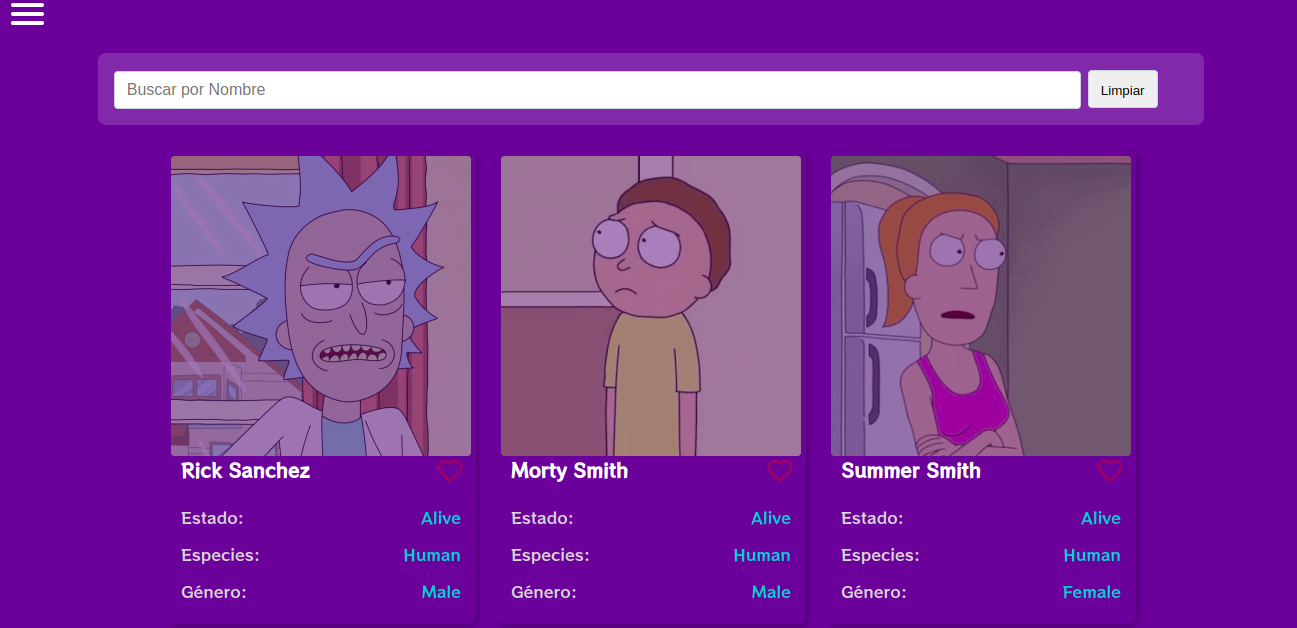 Buscar por Nombre Limpiar
Rick Sanchez Morty Smith Summer Smith
Estado: Alive Estado: Alive Estado: Alive
Especies: Human Especies: Human Especies: Human
Género: Male Género: Male Género: Female